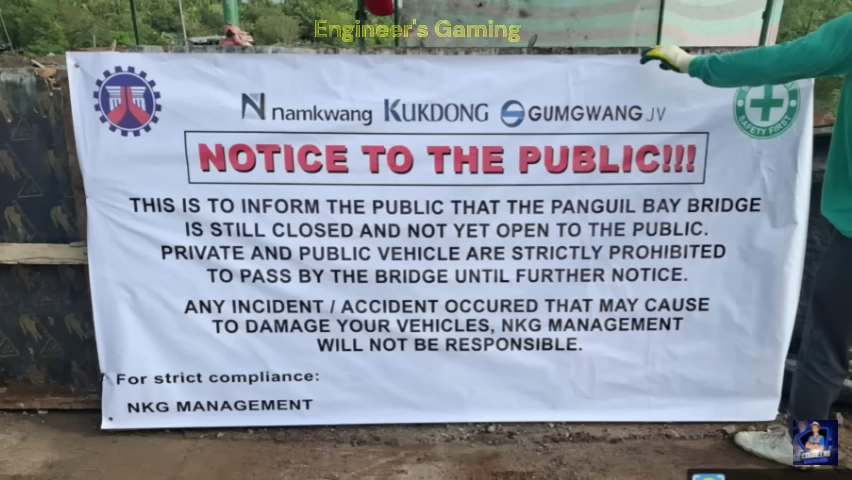 Engineer's Gaming
namkwang KUKDONG GUMGWANG JV
SAFETY FIRST
NOTICE TO THE PUBLIC!!!
THIS IS TO INFORM THE PUBLIC THAT THE PANGUIL BAY BRIDGE
IS STILL CLOSED AND NOT YET OPEN TO THE PUBLIC.
PRIVATE AND PUBLIC VEHICLE ARE STRICTLY PROHIBITED
TO PASS BY THE BRIDGE UNTIL FURTHER NOTICE.
ANY INCIDENT / ACCIDENT OCCURED THAT MAY CAUSE
TO DAMAGE YOUR VEHICLES, NKG MANAGEMENT
WILL NOT BE RESPONSIBLE.
For strict compliance:
NKG MANAGEMENT